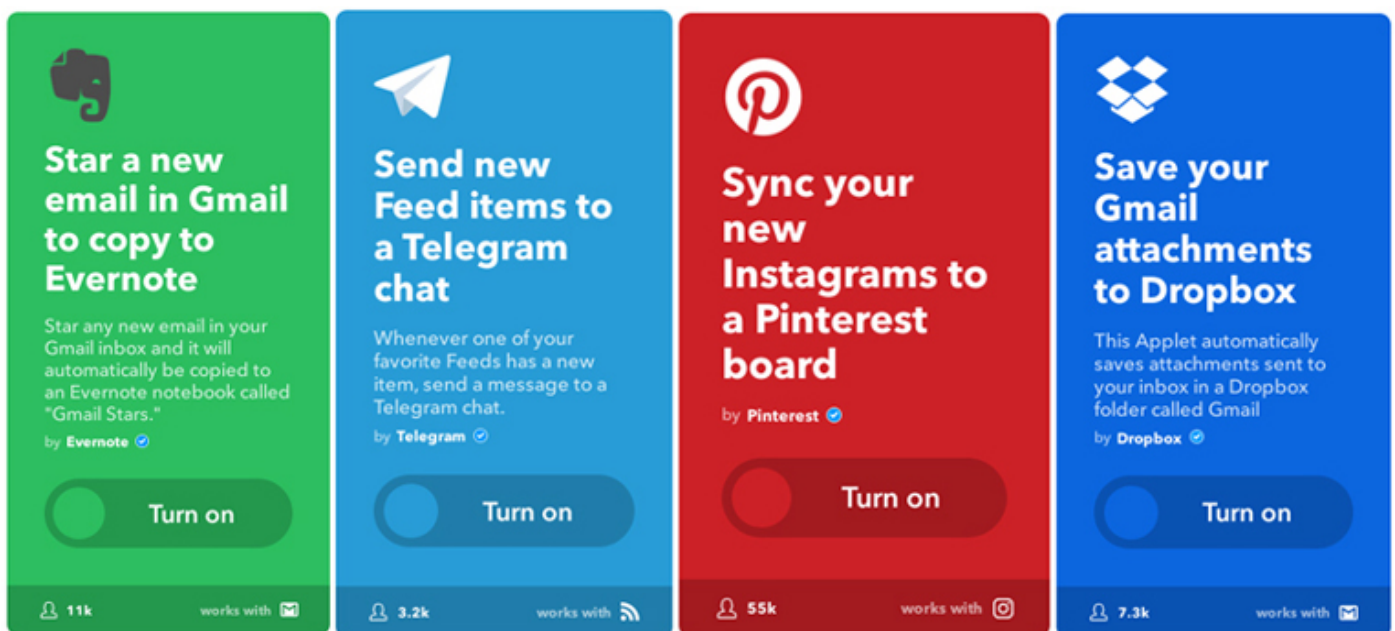 Star a new
email in Gmail
to copy to
Evernote
Star any new email in your
Gmail inbox and it will
automatically be copied to
an Evernote notebook called
"Gmail Stars."
by Evernote
Turn on
11k
works with
Send new
Feed items to
a Telegram
chat
Whenever one of your
favorite Feeds has a new
item, send a message to a
Telegram chat.
by Telegram
Turn on
3.2k
works with
Sync your
new
Instagrams to
a Pinterest
board
by Pinterest
Turn on
55k
works with
Save your
Gmail
attachments
to Dropbox
This Applet automatically
saves attachments sent to
your inbox in a Dropbox
folder called Gmail
by Dropbox
Turn on
7.3k
works with